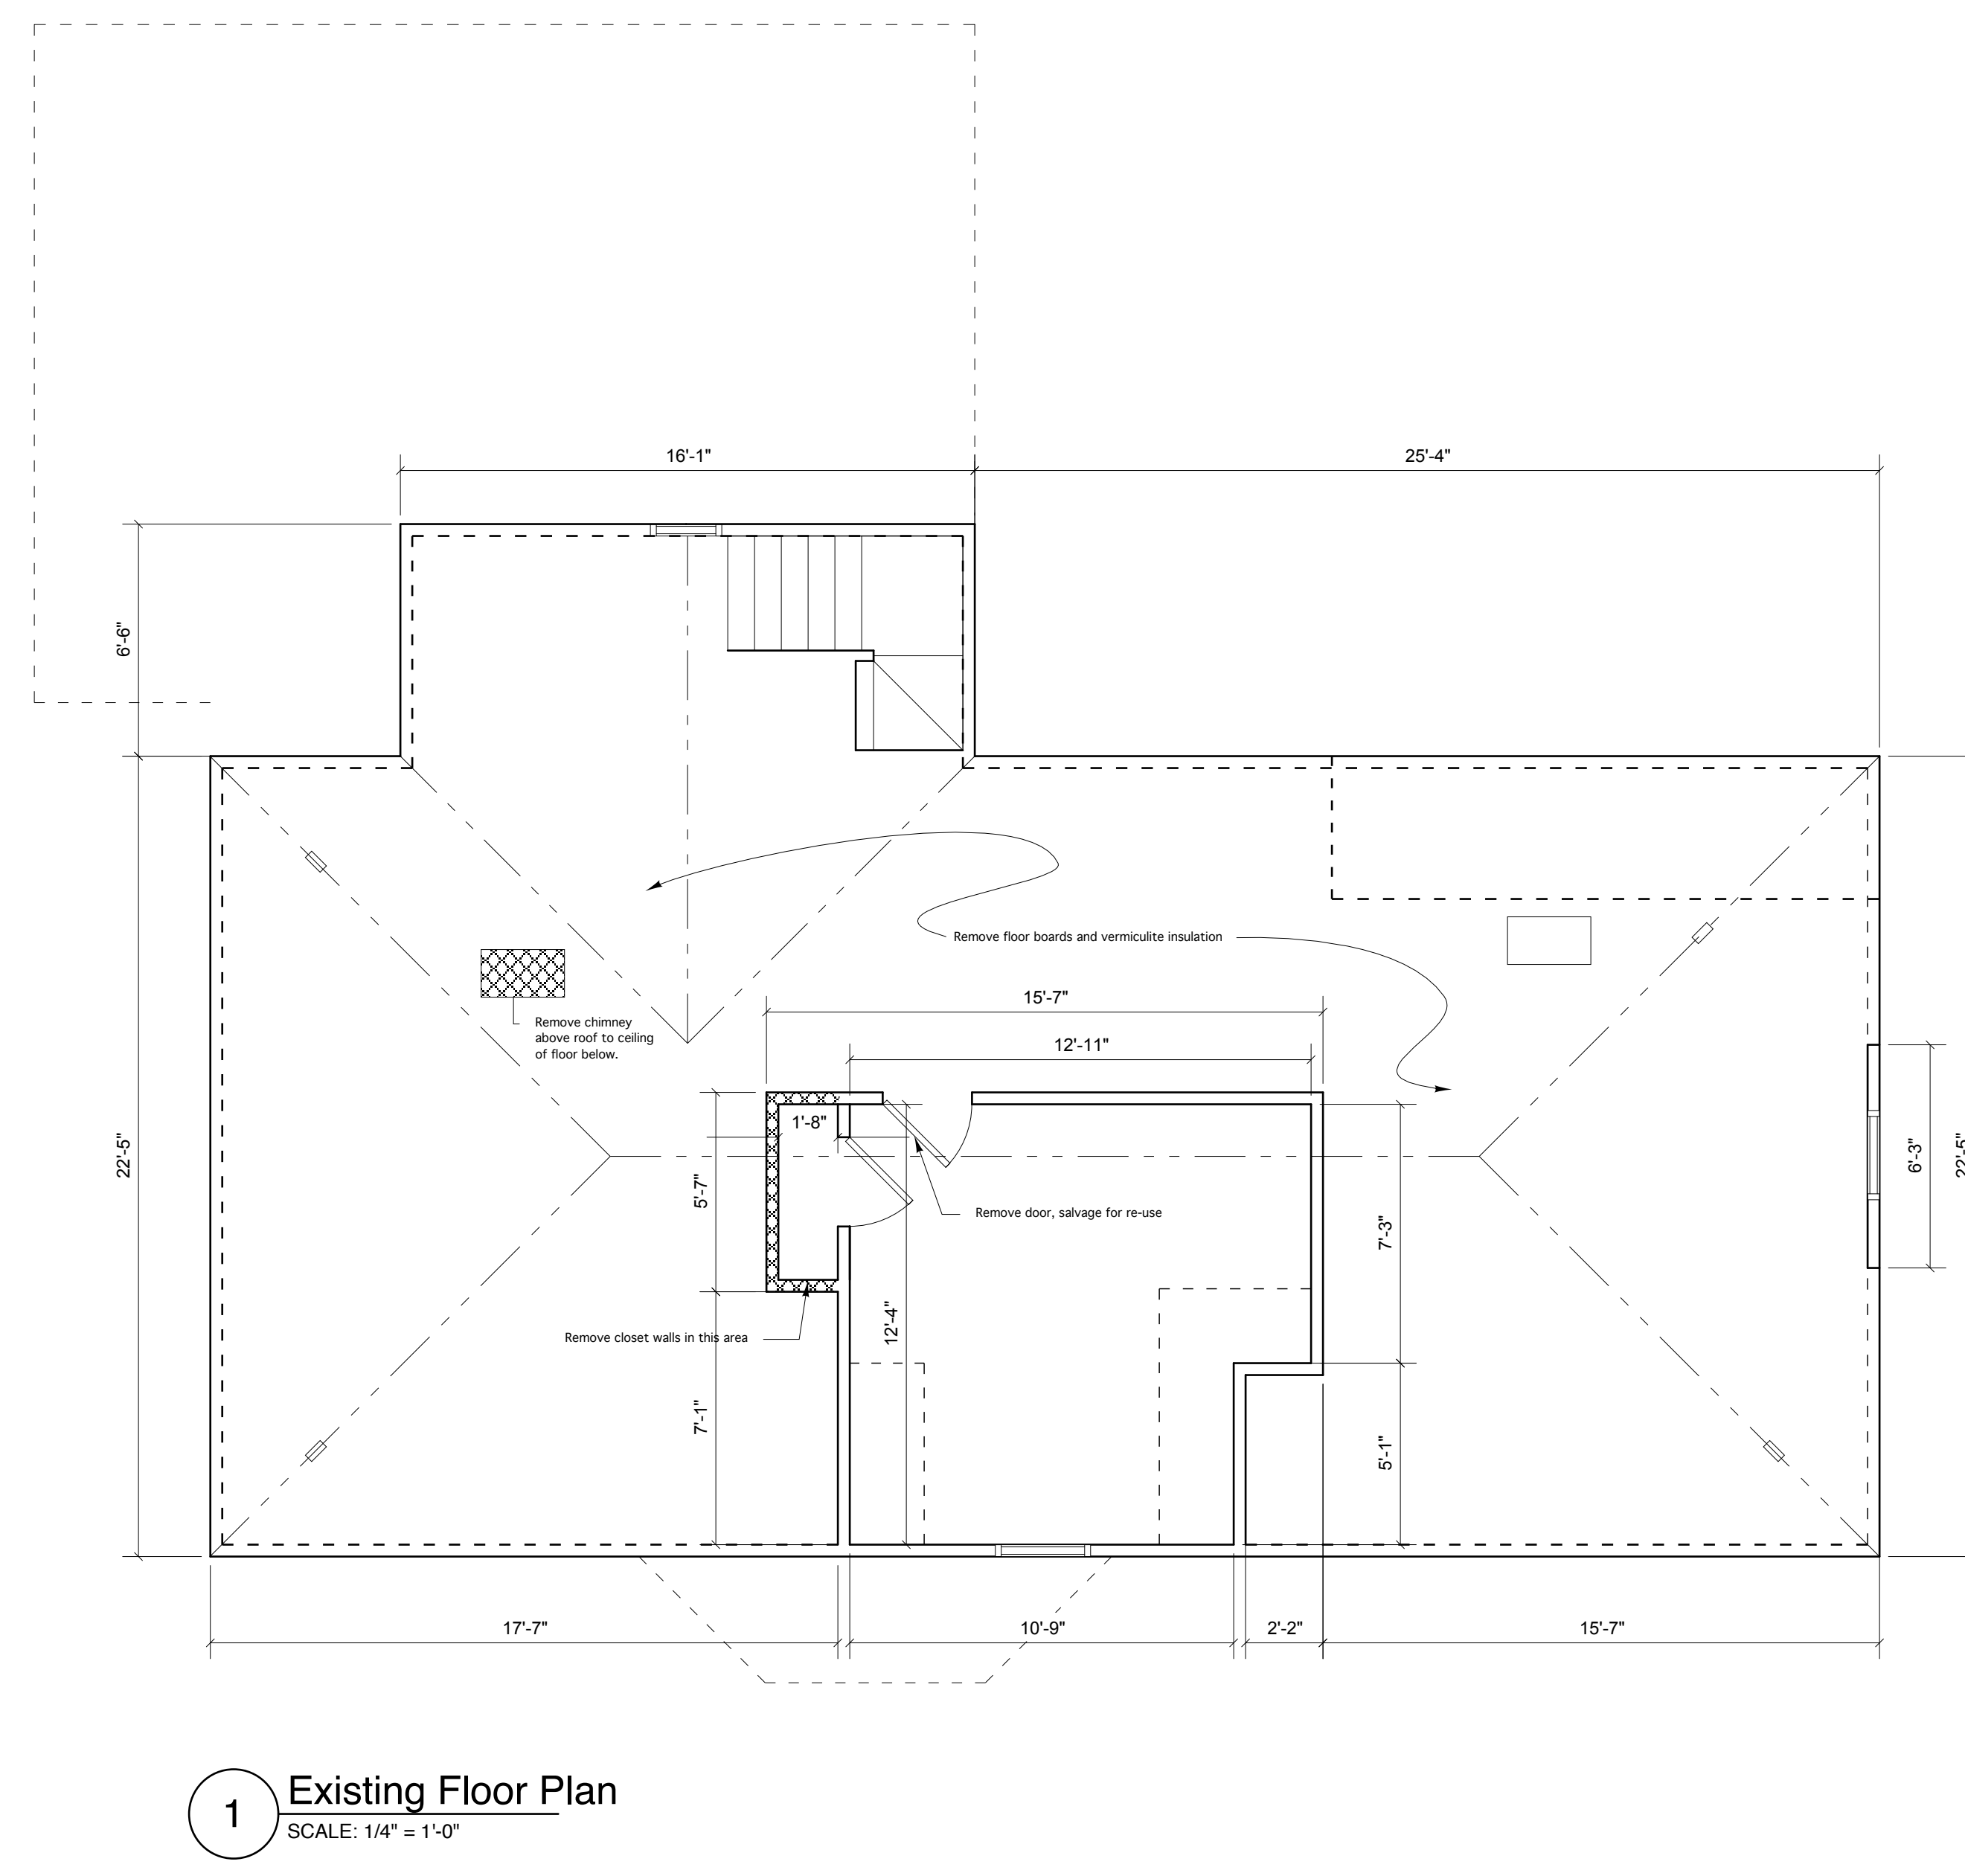 16'-1"
25'-4"
6'-6"
Remove floor boards and vermiculite insulation
15'-7"
Remove chimney
above roof to ceiling
of floor below.
12'-11"
1'-8"
22'-5"
6'-3"
22'-5"
5'-7"
Remove door, salvage for re-use
7'-3"
12'-4"
Remove closet walls in this area
7'-1"
5'-1"
17'-7"
10'-9"
2'-2"
15'-7"
1
Existing Floor Plan
SCALE: 1/4" = 1'-0"